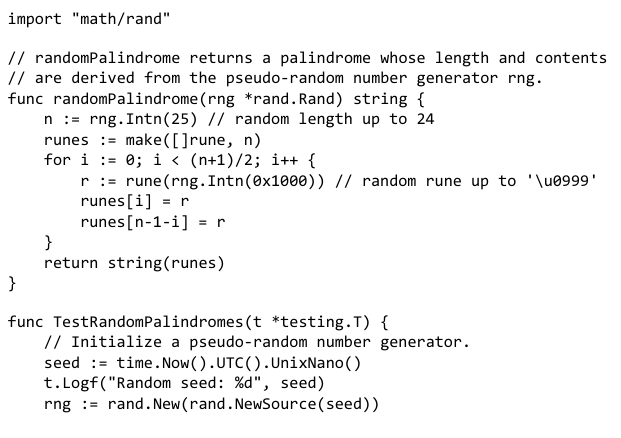 import "math/rand"
// randomPalindrome returns a palindrome whose length and contents
// are derived from the pseudo-random number generator rng.
func randomPalindrome(rng *rand.Rand) string {
    n := rng.Intn(25) // random length up to 24
    runes := make([]rune, n)
    for i := 0; i < (n+1)/2; i++ {
        r := rune(rng.Intn(0x1000)) // random rune up to '\u0999'
        runes[i] = r
        runes[n-1-i] = r
    }
    return string(runes)
}
func TestRandomPalindromes(t *testing.T) {
    // Initialize a pseudo-random number generator.
    seed := time.Now().UTC().UnixNano()
    t.Logf("Random seed: %d", seed)
    rng := rand.New(rand.NewSource(seed))